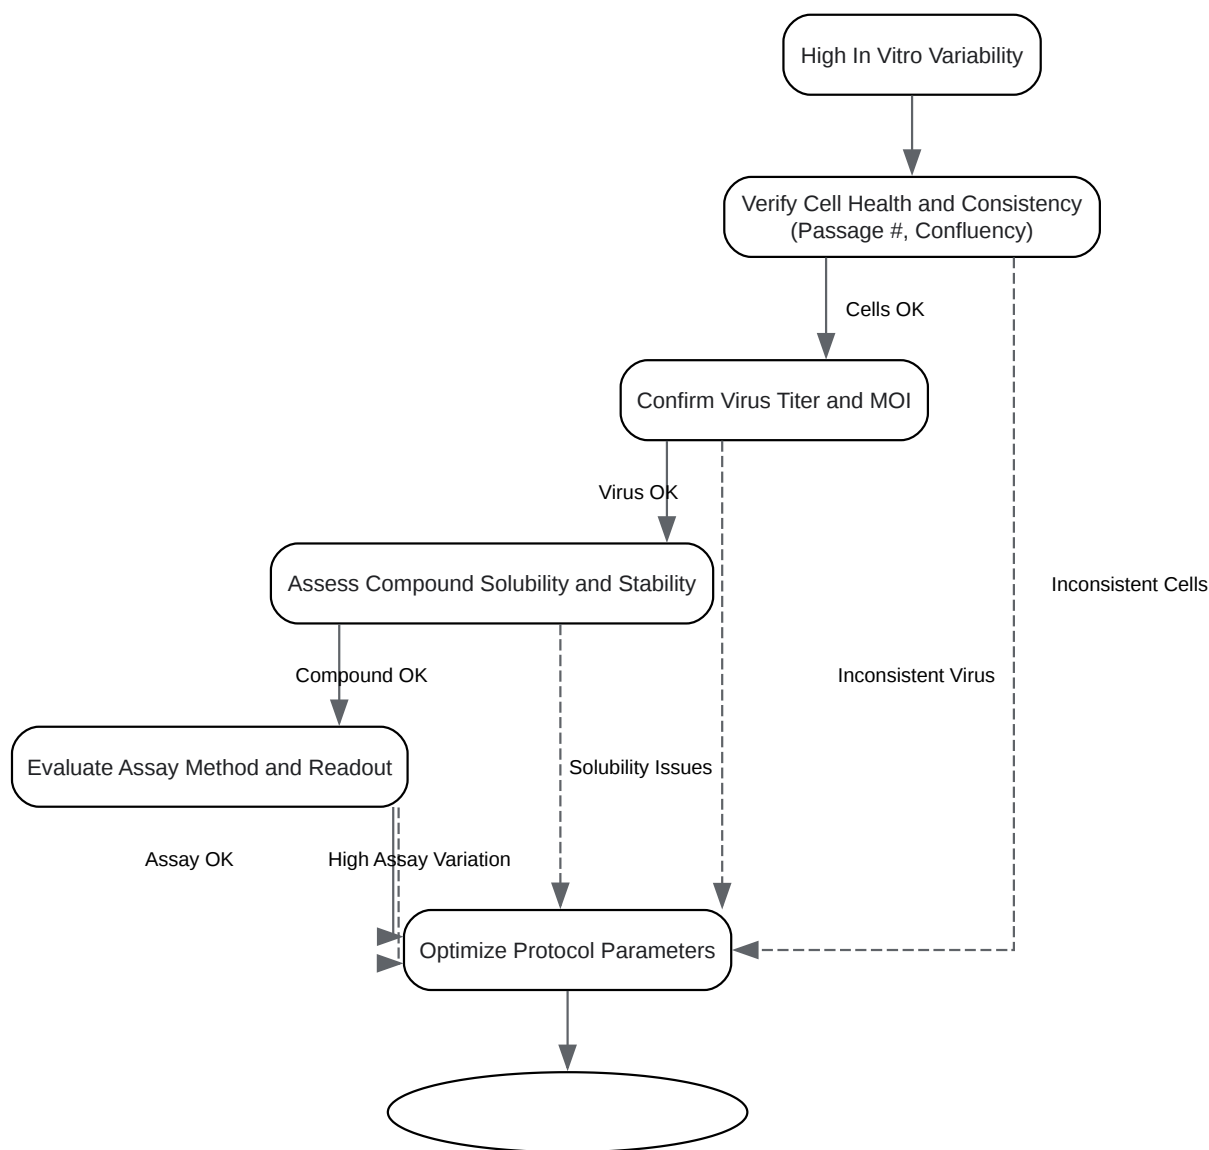 High In Vitro Variability
Verify Cell Health and Consistency
(Passage #, Confluency)
Cells OK
Confirm Virus Titer and MOI
Virus OK
Assess Compound Solubility and Stability
Inconsistent Cells
Compound OK
Inconsistent Virus
Evaluate Assay Method and Readout
Solubility Issues
Assay OK
High Assay Variation
Optimize Protocol Parameters